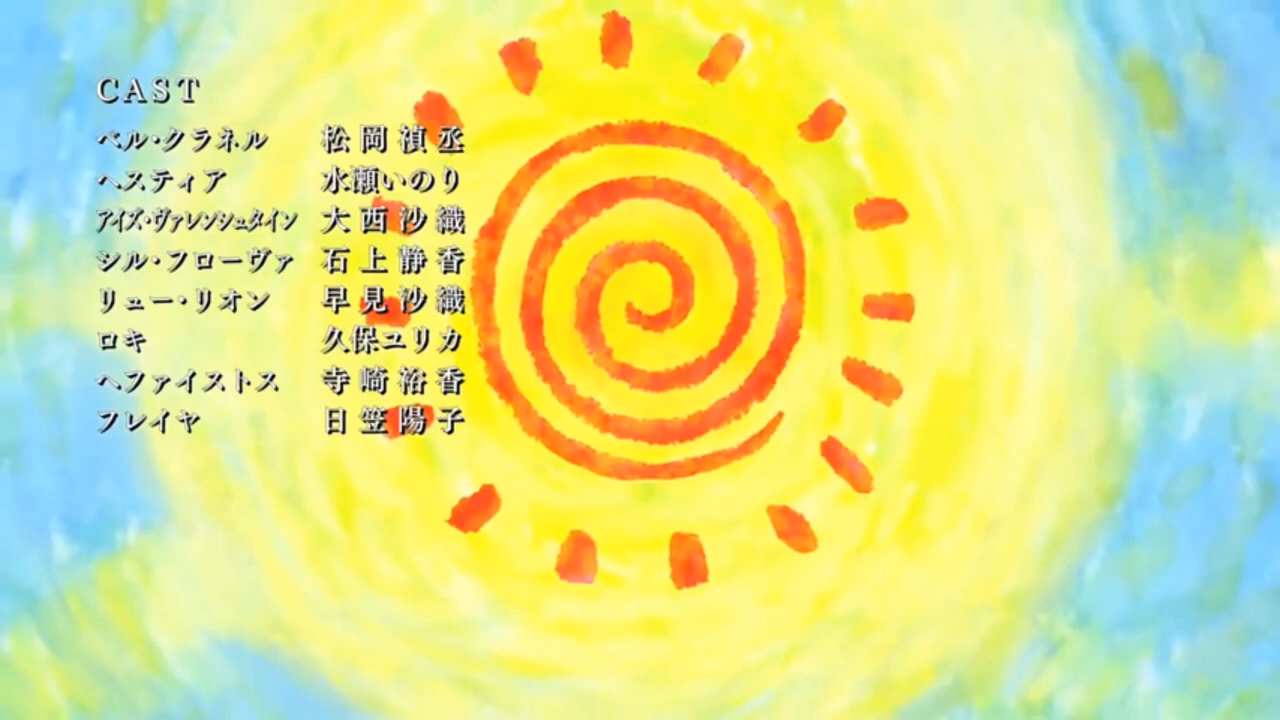 CAST
ベル・クラネル 松岡禎丞
ヘスティア 水瀬いのり
アイズ・ヴァレンシュタイン 大西沙織
シル・フローヴァ 石上静香
リュー・リオン 早見沙織
ロキ 久保ユリカ
ヘファイストス 寺崎裕香
フレイヤ 日笠陽子